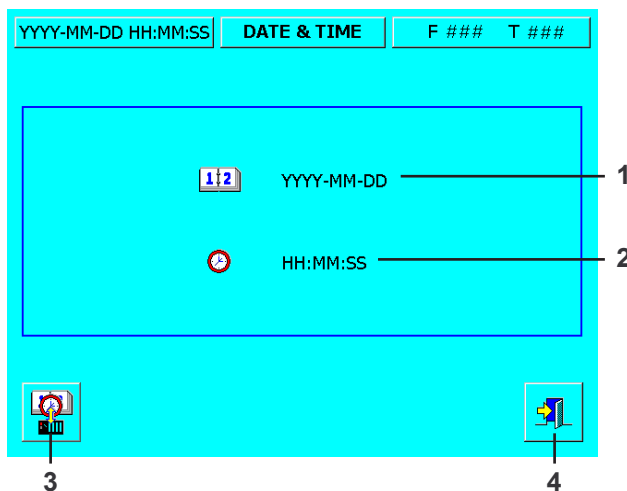 YYYY-MM-DD HH:MM:SS DATE & TIME F ### T ###
1 2 YYYY-MM-DD 1
HH:MM:SS 2
3 4